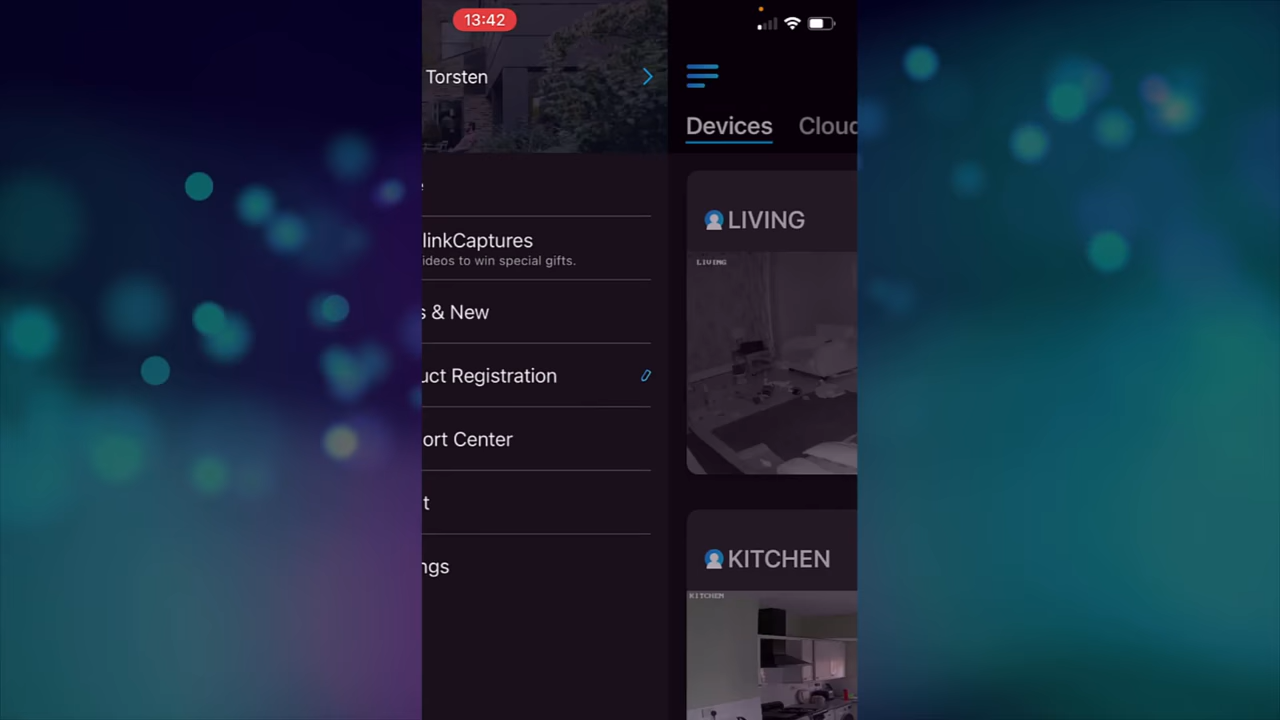 13:42
Torsten
linkCaptures
ideos to win special gifts.
s & New
uct Registration
ort Center
t
ngs
Devices Cloud
LIVING
LIVING
KITCHEN
KITCHEN